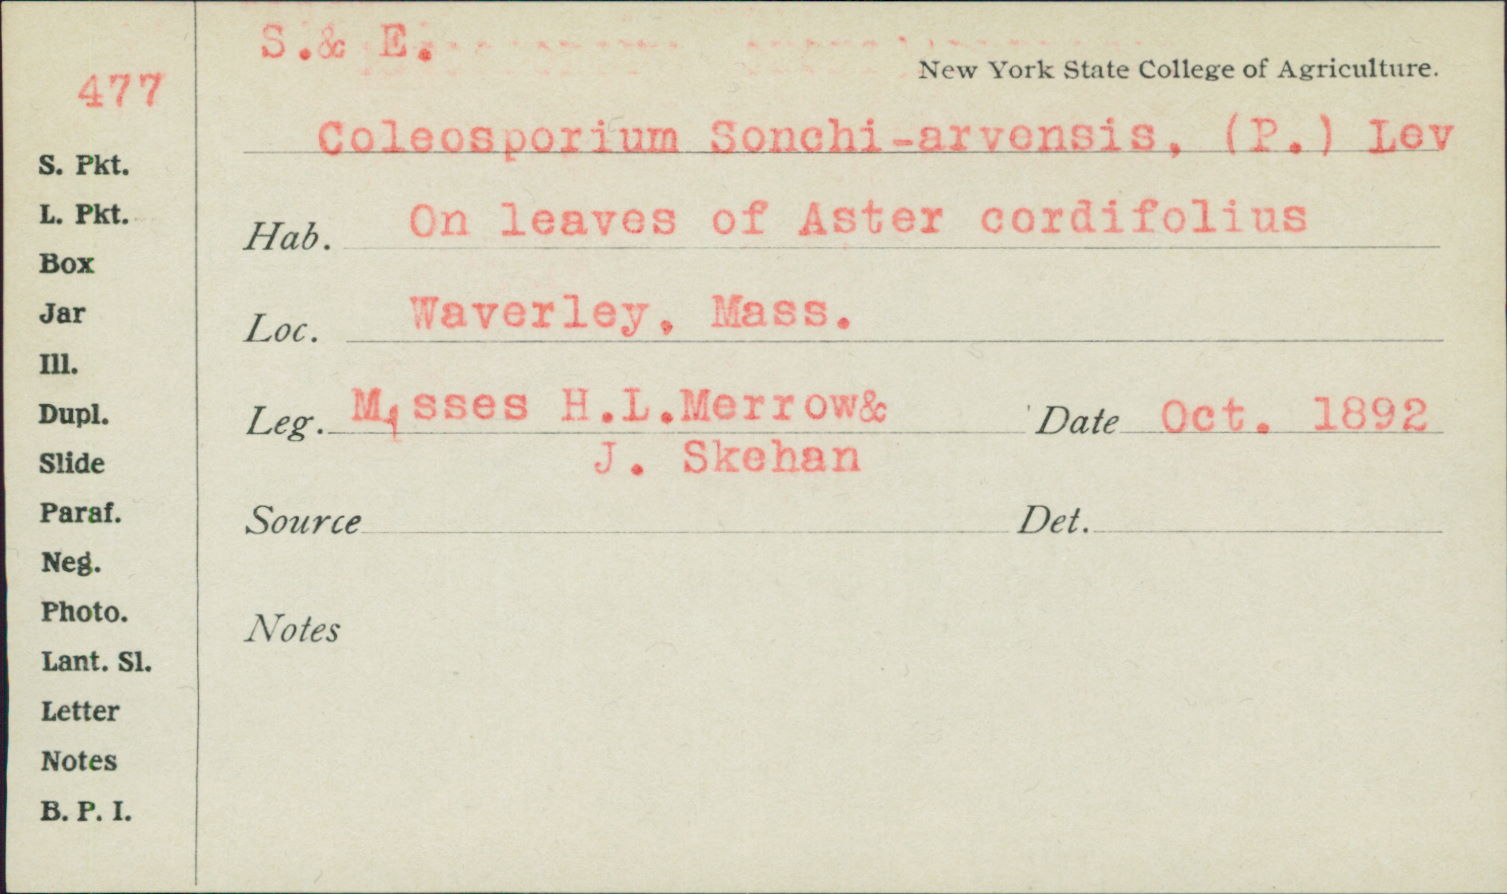 S.& E.
New York State College of Agriculture.
477
Coleosporium Sonchi-arvensis, (P.) Lev
S. Pkt.
L. Pkt.
Hab. On leaves of Aster cordifolius
Box
Jar
Loc. Waverley, Mass.
Ill.
Dupl.
Leg. Misses H.L.Merrow&
Date Oct. 1892
J. Skehan
Slide
Paraf.
Source
Det.
Neg.
Photo.
Notes
Lant. Sl.
Letter
Notes
B. P. I.